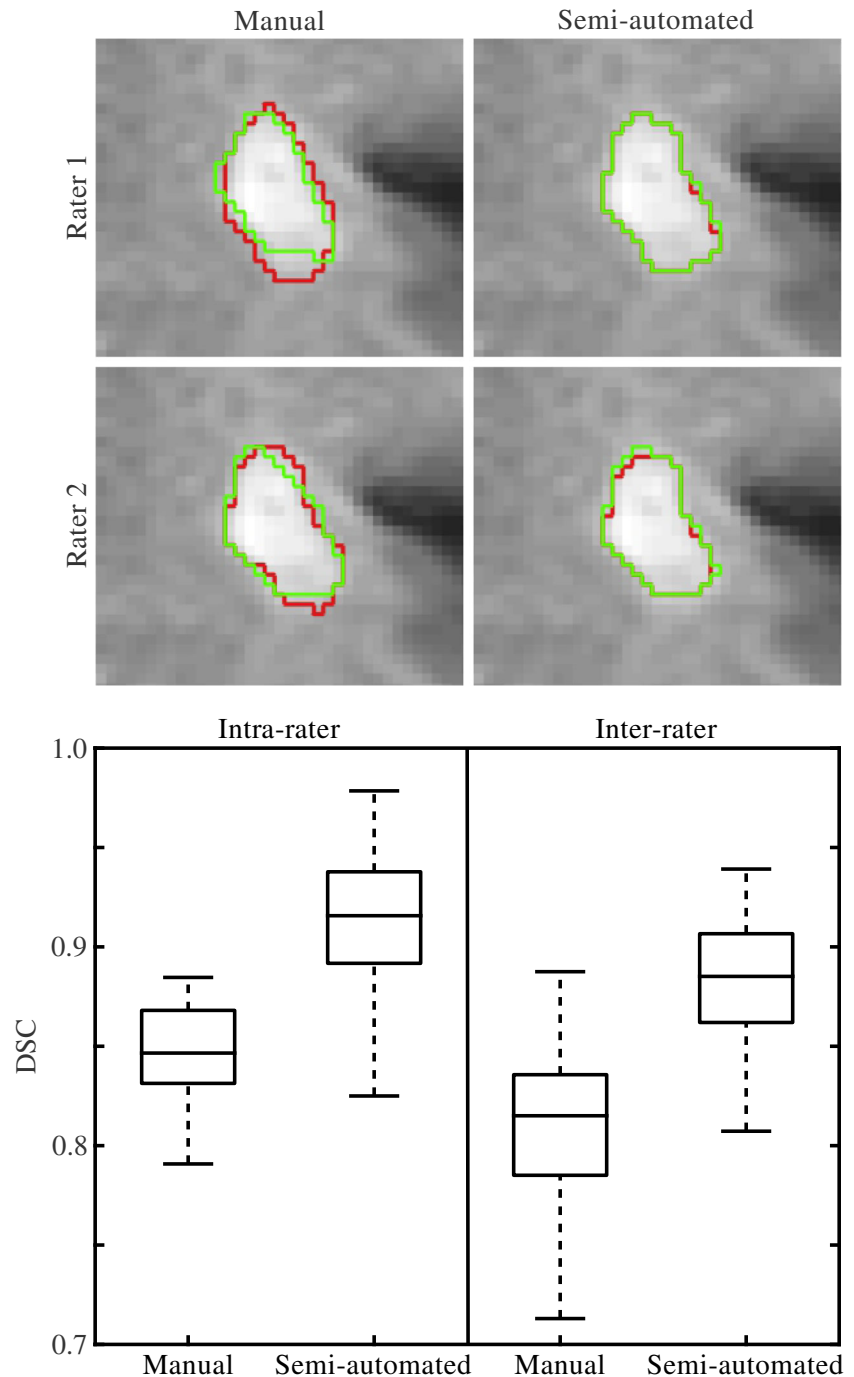 Manual Semi-automated
Rater 1
Rater 2
Intra-rater Inter-rater
1.0
0.9
0.8
0.7
DSC
Manual Semi-automated Manual Semi-automated